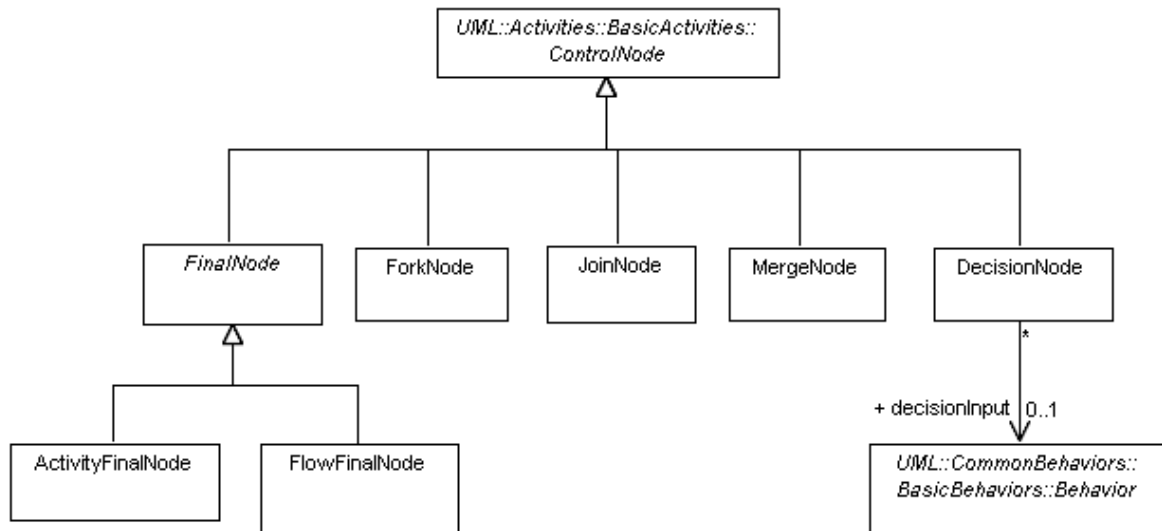 UML::Activities::BasicActivities::
ControlNode
FinalNode
ForkNode
JoinNode
MergeNode
DecisionNode
*
+ decisionInput
0..1
ActivityFinalNode
FlowFinalNode
UML::CommonBehaviors::
BasicBehaviors::Behavior